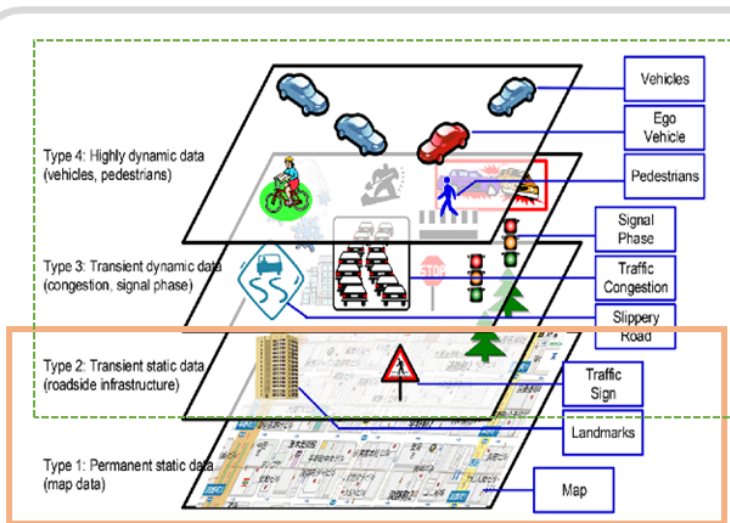 Vehicles
Ego
Vehicle
Type 4: Highly dynamic data
(vehicles, pedestrians)
Pedestrians
Signal
Phase
Type 3: Transient dynamic data
(congestion, signal phase)
STOP
Traffic
Congestion
Slippery
Road
Type 2: Transient static data
(roadside infrastructure)
Traffic
Sign
Landmarks
Type 1: Permanent static data
(map data)
Map